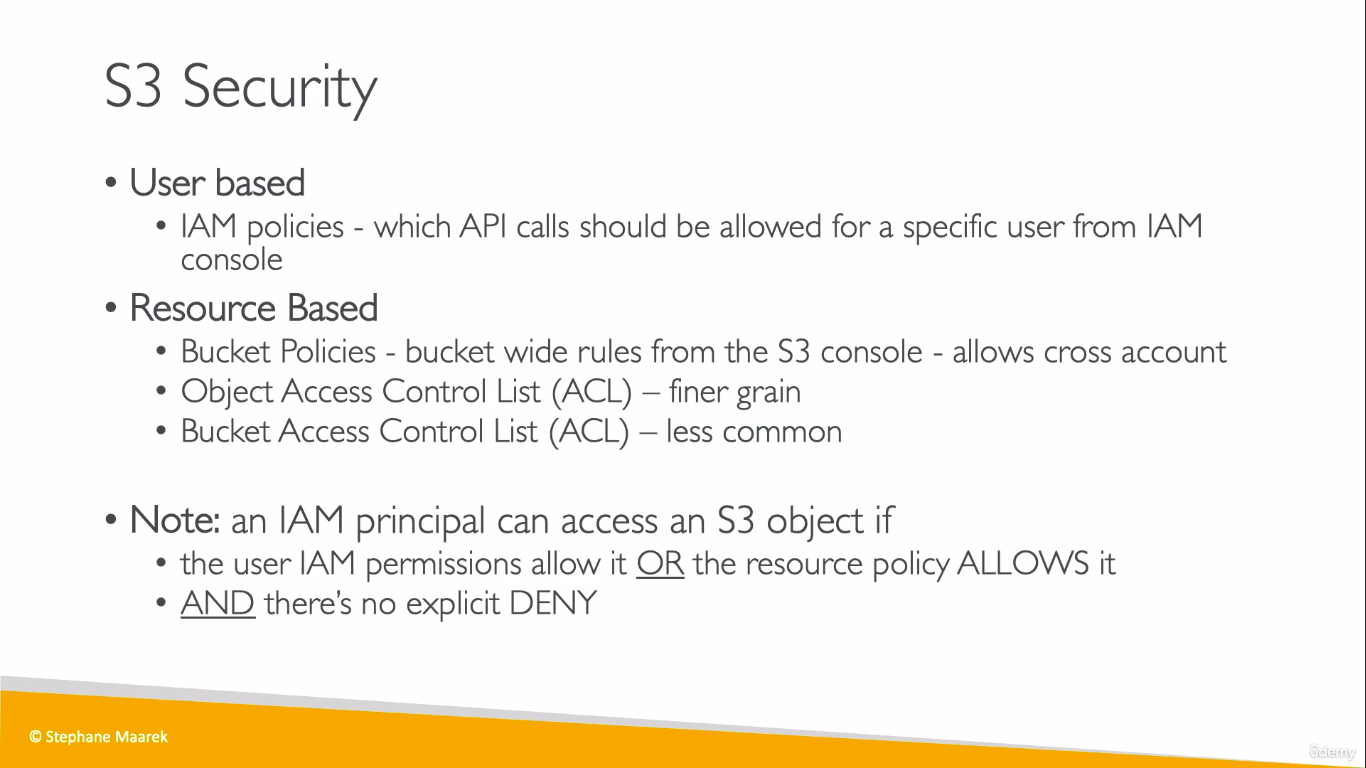 S3 Security
• User based
• IAM policies - which API calls should be allowed for a specific user from IAM
console
• Resource Based
• Bucket Policies - bucket wide rules from the S3 console - allows cross account
• Object Access Control List (ACL) – finer grain
• Bucket Access Control List (ACL) – less common
• Note: an IAM principal can access an S3 object if
• the user IAM permissions allow it OR the resource policy ALLOWS it
• AND there’s no explicit DENY
© Stephane Maarek
ûdemy